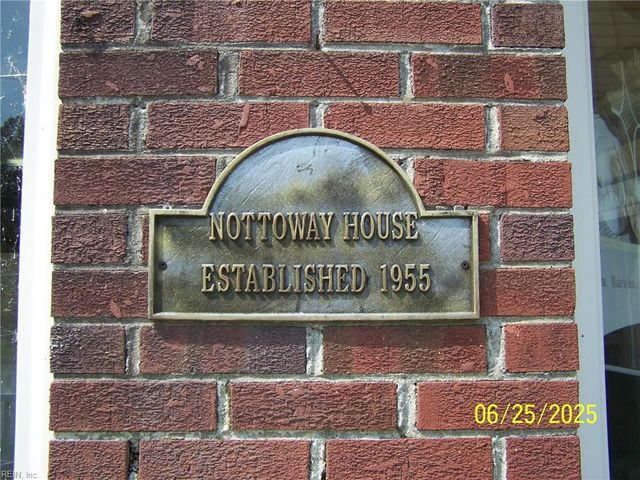 NOTTOWAY HOUSE
ESTABLISHED 1955
06/25/2025
REIN, Inc.